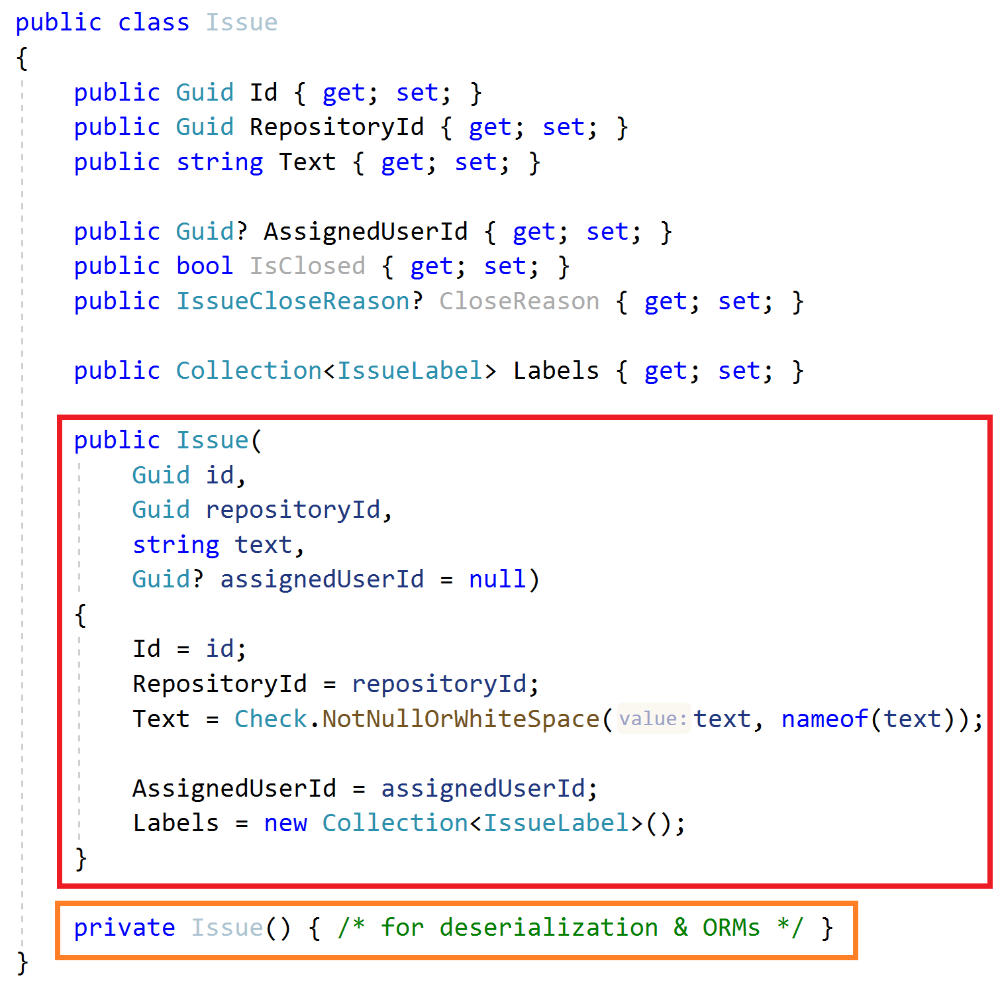 public class Issue
{
public Guid Id { get; set; }
public Guid RepositoryId { get; set; }
public string Text { get; set; }
public Guid? AssignedUserId { get; set; }
public bool IsClosed { get; set; }
public IssueCloseReason? CloseReason { get; set; }
public Collection<IssueLabel> Labels { get; set; }
public Issue(
Guid id,
Guid repositoryId,
string text,
Guid? assignedUserId = null)
{
Id = id;
RepositoryId = repositoryId;
Text = Check.NotNullOrWhiteSpace(value: text, nameof(text));
AssignedUserId = assignedUserId;
Labels = new Collection<IssueLabel>();
}
private Issue() { /* for deserialization & ORMs */ }
}